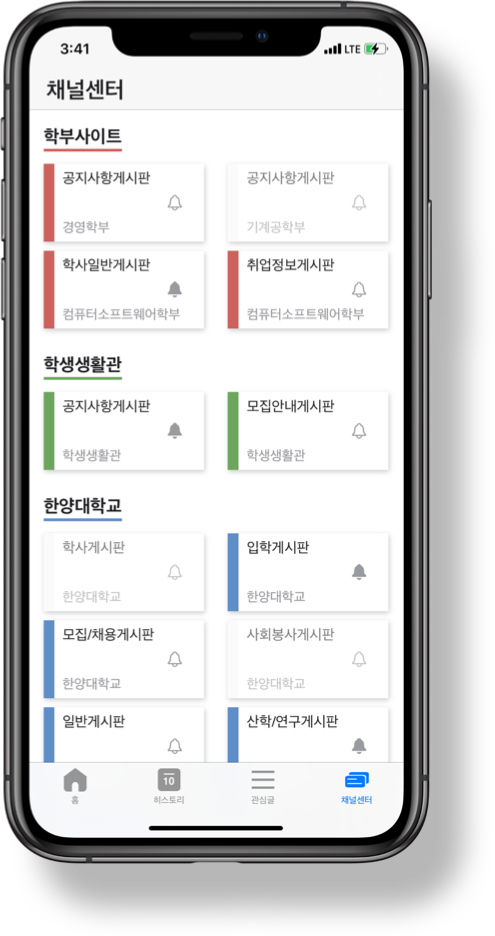 3:41
LTE
채널센터
학부사이트
공지사항게시판
경영학부
공지사항게시판
기계공학부
학사일반게시판
컴퓨터소프트웨어학부
취업정보게시판
컴퓨터소프트웨어학부
학생생활관
공지사항게시판
학생생활관
모집안내게시판
학생생활관
한양대학교
학사게시판
한양대학교
입학게시판
한양대학교
모집/채용게시판
한양대학교
사회봉사게시판
한양대학교
일반게시판
산학/연구게시판
홈
10
히스토리
관심글
채널센터